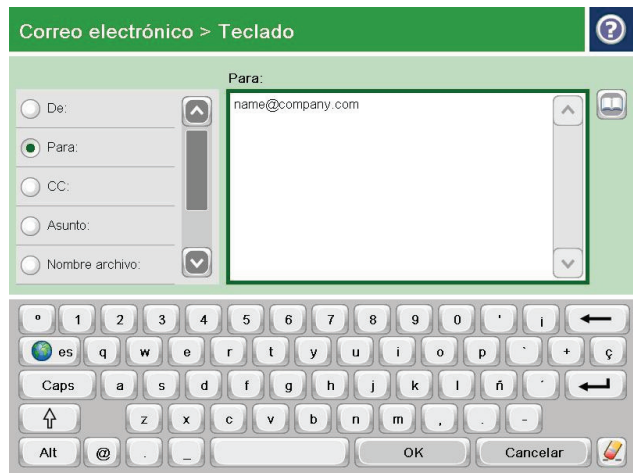 Correo electrónico > Teclado
?
Para:
De:
Para:
CC:
Asunto:
Nombre archivo:
name@company.com
º 1 2 3 4 5 6 7 8 9 0 ' ¡
es q w e r t y u i o p ` + ç
Caps a s d f g h j k l ñ ´
z x c v b n m , . -
Alt @ . _ OK Cancelar